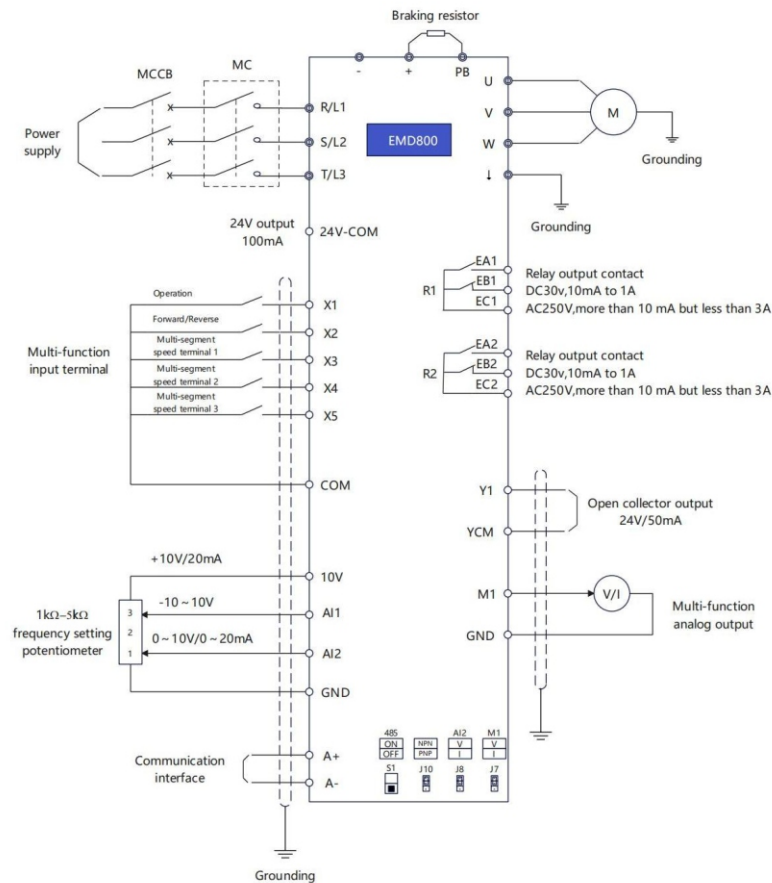 Braking resistor
MCCB
MC
-
+
PB
U
V
W
M
R/L1
S/L2
T/L3
EMD800
Power
supply
Grounding
Grounding
24V output
100mA
24V-COM
EA1
EB1
EC1
R1
Relay output contact
DC30v,10mA to 1A
AC250V,more than 10 mA but less than 3A
Operation
X1
Forward/Reverse
X2
Multi-segment
speed terminal 1
X3
Multi-segment
speed terminal 2
X4
Multi-segment
speed terminal 3
X5
Multi-function
input terminal
EA2
EB2
EC2
R2
Relay output contact
DC30v,10mA to 1A
AC250V,more than 10 mA but less than 3A
COM
Y1
YCM
Open collector output
24V/50mA
+10V/20mA
10V
-10~10V
AI1
0~10V/0~20mA
AI2
GND
1kΩ–5kΩ
frequency setting
potentiometer
3
2
1
M1
V/I
GND
Multi-function
analog output
485
ON
OFF
S1
NPN
PNP
J10
AI2
V
I
J8
M1
V
I
J7
Communication
interface
A+
A-
Grounding